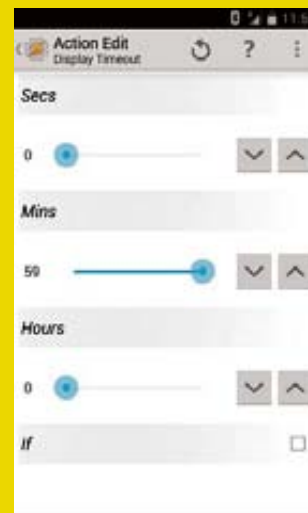 Action Edit
Display Timeout
?
Secs
0
Mins
59
Hours
0
If